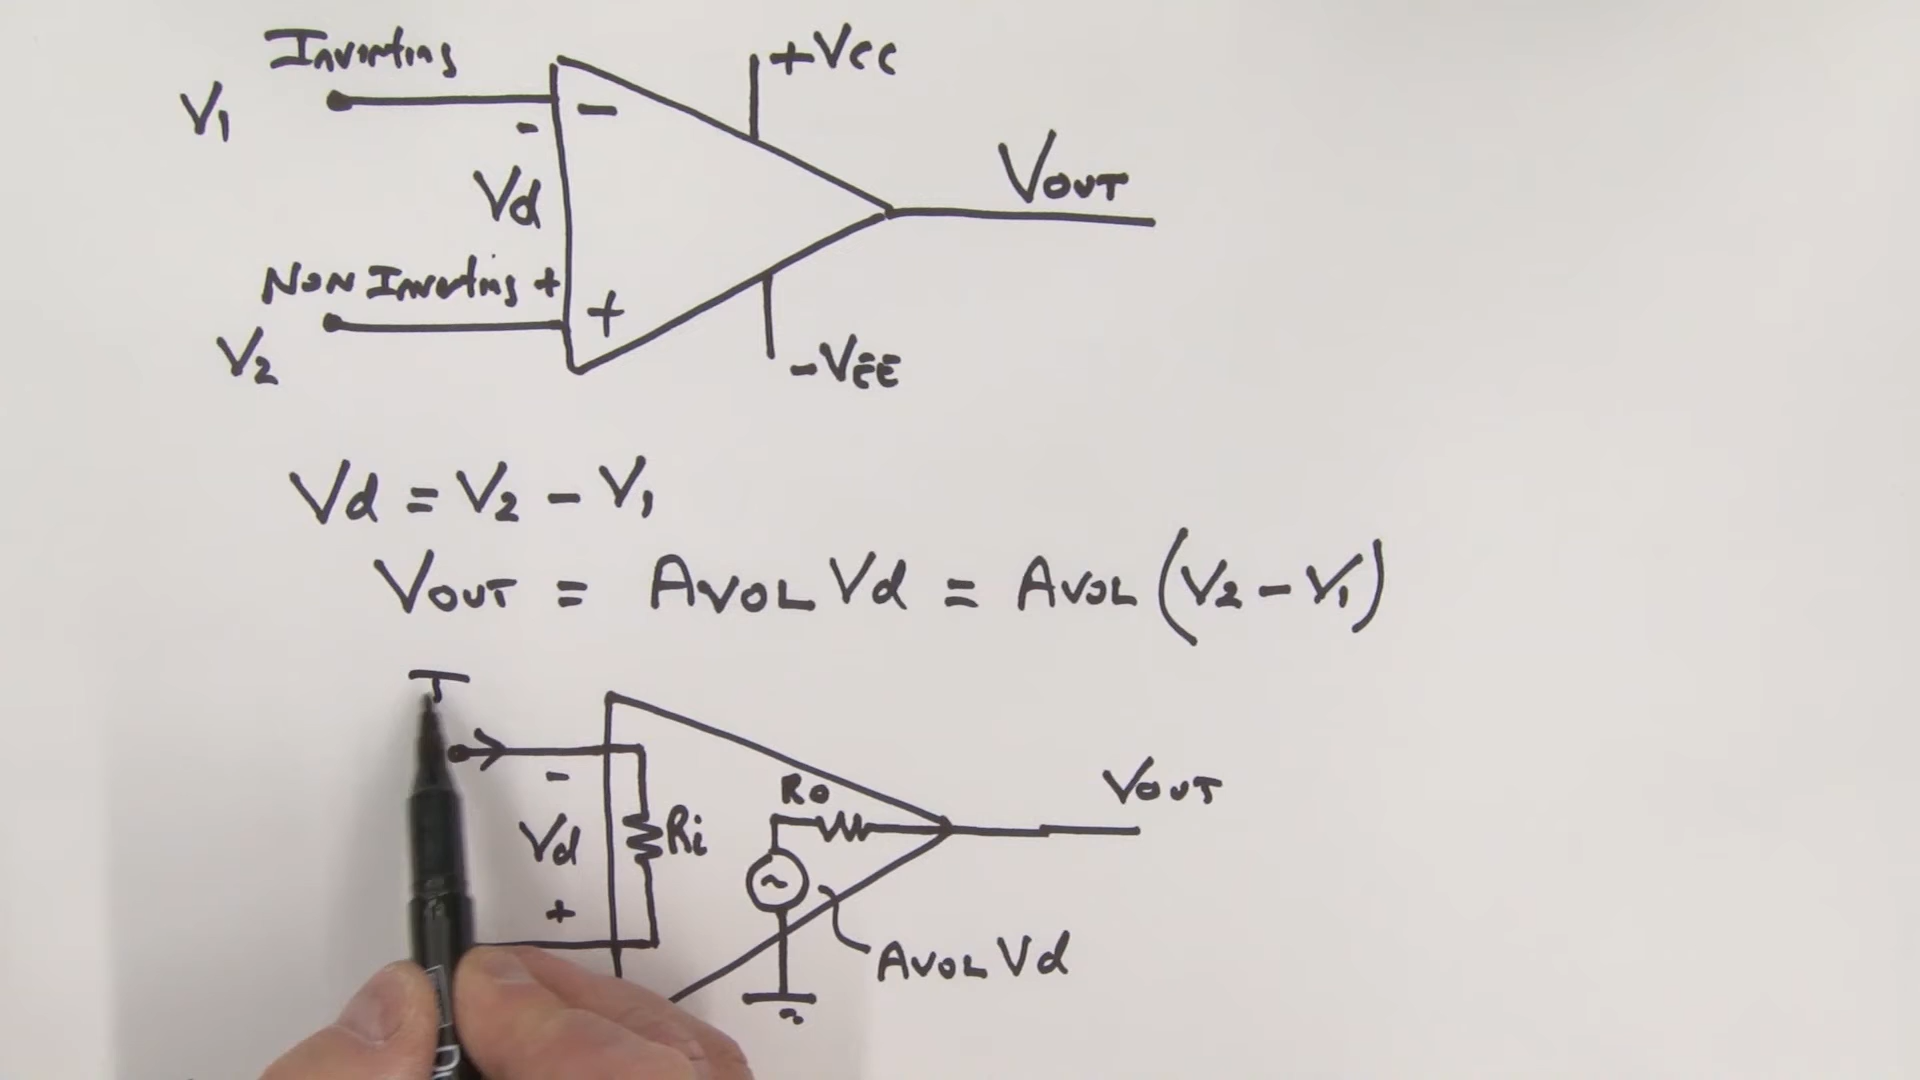 Inverting
+VCC
V1
-
-
Vd
VOUT
Non Inverting +
+
V2
-VEE
Vd = V2 - V1
VOUT = AVOL Vd = AVOL (V2 - V1)
-
Ro
VOUT
Vd
Ri
~
+
AVOL Vd